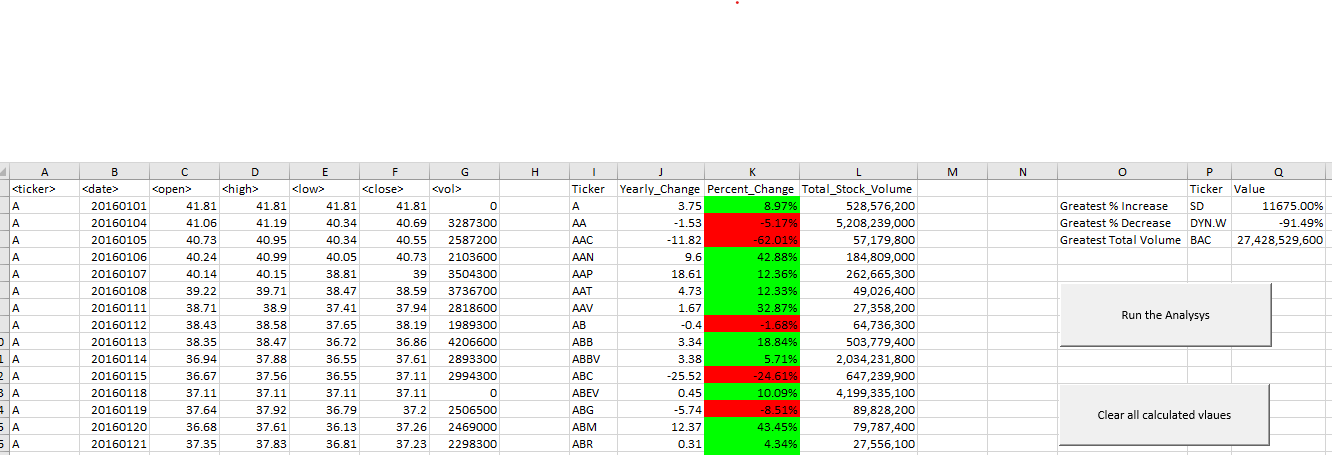 A B C D E F G H I J K L M N O P Q
<ticker> <date> <open> <high> <low> <close> <vol> Ticker Yearly_Change Percent_Change Total_Stock_Volume Ticker Value
A 20160101 41.81 41.81 41.81 41.81 0 A 3.75 8.97% 528,576,200 Greatest % Increase SD 11675.00%
A 20160104 41.06 41.19 40.34 40.69 3287300 AA -1.53 -5.17% 5,208,239,000 Greatest % Decrease DYN.W -91.49%
A 20160105 40.73 40.95 40.34 40.55 2587200 AAC -11.82 -62.01% 57,179,800 Greatest Total Volume BAC 27,428,529,600
A 20160106 40.24 40.99 40.05 40.73 2103600 AAN 9.6 42.88% 184,809,000
A 20160107 40.14 40.15 38.81 39 3504300 AAP 18.61 12.36% 262,665,300
A 20160108 39.22 39.71 38.47 38.59 3736700 AAT 4.73 12.33% 49,026,400
A 20160111 38.71 38.9 37.41 37.94 2818600 AAV 1.67 32.87% 27,358,200
Run the Analysys
A 20160112 38.43 38.58 37.65 38.19 1989300 AB -0.4 -1.68% 64,736,300
A 20160113 38.35 38.47 36.72 36.86 4206600 ABB 3.34 18.84% 503,779,400
A 20160114 36.94 37.88 36.55 37.61 2893300 ABBV 3.38 5.71% 2,034,231,800
A 20160115 36.67 37.56 36.55 37.11 2994300 ABC -25.52 -24.61% 647,239,900
A 20160118 37.11 37.11 37.11 37.11 0 ABEV 0.45 10.09% 4,199,335,100
A 20160119 37.64 37.92 36.79 37.2 2506500 ABG -5.74 -8.51% 89,828,200
Clear all calculated vlaues
A 20160120 36.68 37.61 36.13 37.26 2469000 ABM 12.37 43.45% 79,787,400
A 20160121 37.35 37.83 36.81 37.23 2298300 ABR 0.31 4.34% 27,556,100